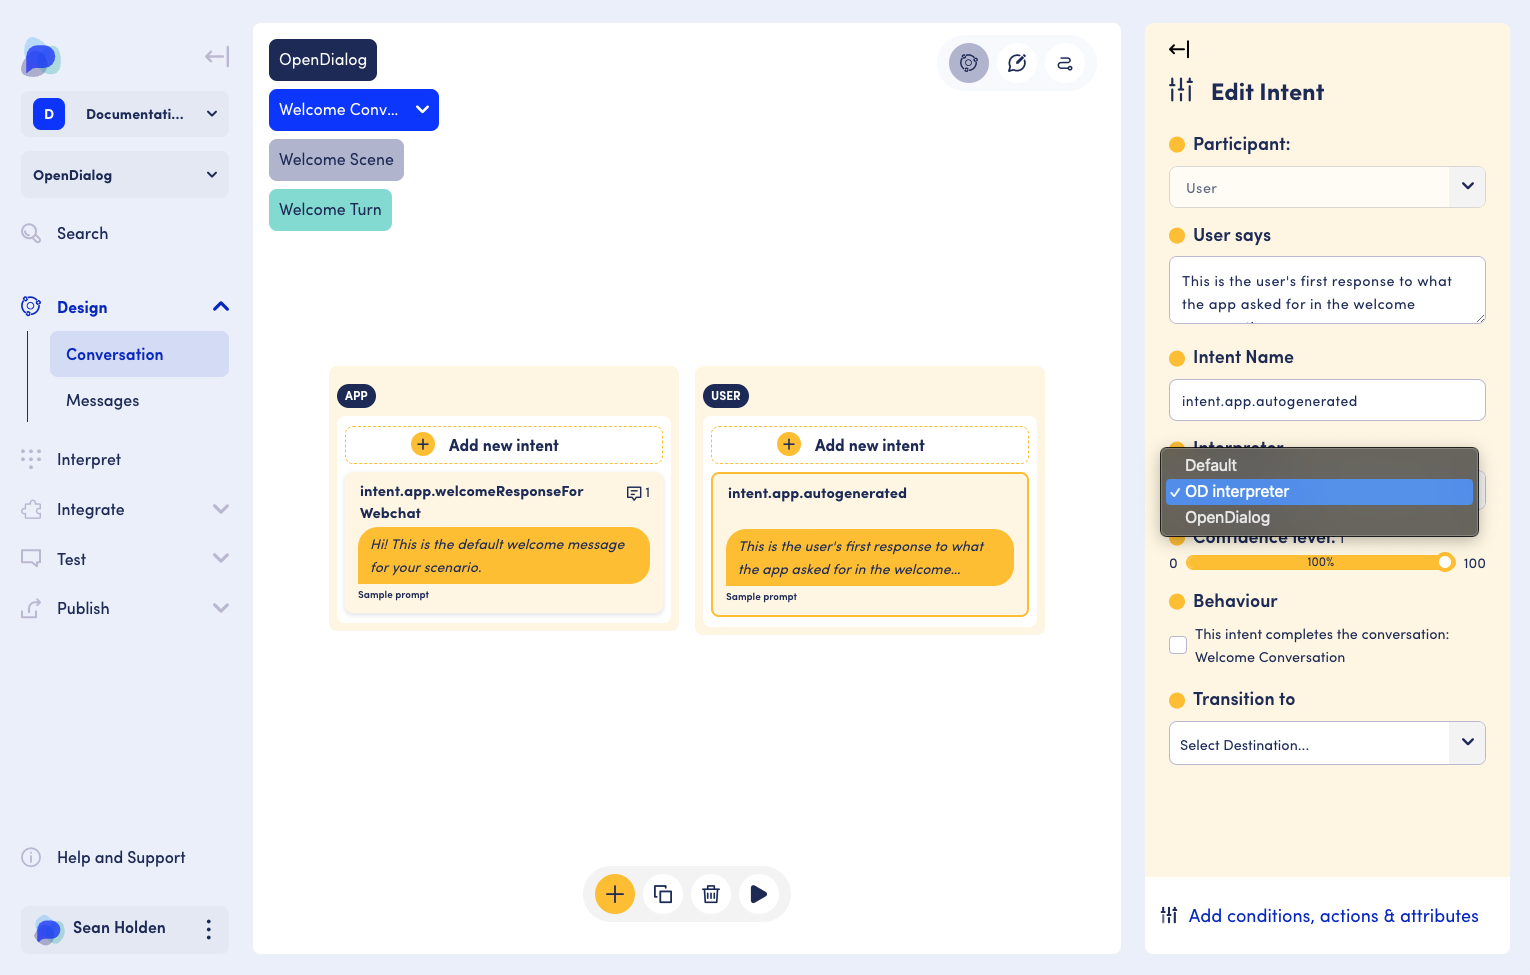 D
Documentati...
OpenDialog
Search
Design
Conversation
Messages
Interpret
Integrate
Test
Publish
Help and Support
Sean Holden
OpenDialog
Welcome Conv...
Welcome Scene
Welcome Turn
APP
Add new intent
intent.app.welcomeResponseFor
Webchat
1
Hi! This is the default welcome message
for your scenario.
Sample prompt
USER
Add new intent
intent.app.autogenerated
This is the user's first response to what
the app asked for in the welcome...
Sample prompt
Edit Intent
Participant:
User
User says
This is the user's first response to what
the app asked for in the welcome
Intent Name
intent.app.autogenerated
Interpreter
Default
✓ OD interpreter
OpenDialog
Confidence level: 1
0
100%
100
Behaviour
This intent completes the conversation:
Welcome Conversation
Transition to
Select Destination...
Add conditions, actions & attributes